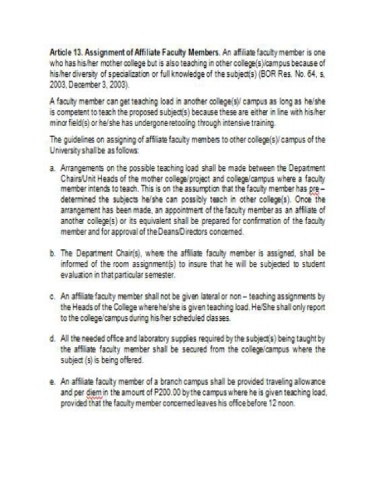 Article 13. Assignment of Affiliate Faculty Members. An affiliate faculty member is one
who has his/her mother college but is also teaching in other college(s)/campus because of
his/her diversity of specialization or full knowledge of the subject(s) (BOR Res. No. 64, s,
2003, December 3, 2003).
A faculty member can get teaching load in another college(s)/ campus as long as he/she
is competent to teach the proposed subject(s) because these are either in line with his/her
minor field(s) or he/she has undergone retooling through intensive training.
The guidelines on assigning of affiliate faculty members to other college(s)/ campus of the
University shall be as follows:
a. Arrangements on the possible teaching load shall be made between the Department
Chairs/Unit Heads of the mother college/project and college/campus where a faculty
member intends to teach. This is on the assumption that the faculty member has pre –
determined the subjects he/she can possibly teach in other college(s). Once the
arrangement has been made, an appointment of the faculty member as an affiliate of
another college(s) or its equivalent shall be prepared for confirmation of the faculty
member and for approval of the Deans/Directors concerned.
b. The Department Chair(s), where the affiliate faculty member is assigned, shall be
informed of the room assignment(s) to insure that he will be subjected to student
evaluation in that particular semester.
c. An affiliate faculty member shall not be given lateral or non – teaching assignments by
the Heads of the College where he/she is given teaching load. He/She shall only report
to the college/campus during his/her scheduled classes.
d. All the needed office and laboratory supplies required by the subject(s) being taught by
the affiliate faculty member shall be secured from the college/campus where the
subject (s) is being offered.
e. An affiliate faculty member of a branch campus shall be provided traveling allowance
and per diem in the amount of P200.00 by the campus where he is given teaching load,
provided that the faculty member concerned leaves his office before 12 noon.